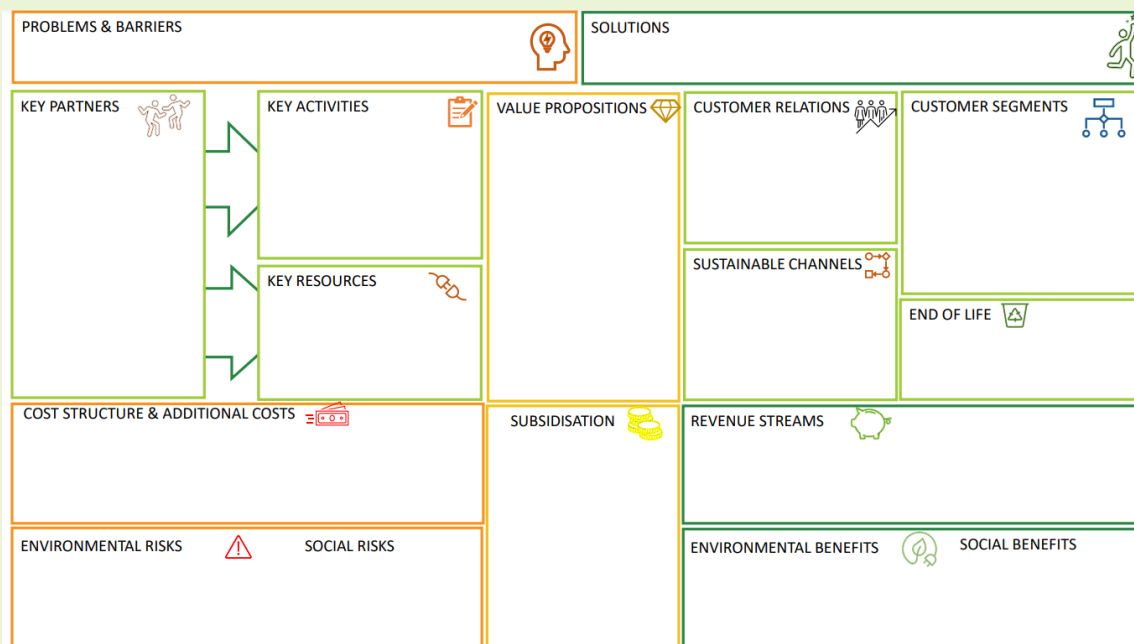 PROBLEMS & BARRIERS
SOLUTIONS
KEY PARTNERS
KEY ACTIVITIES
VALUE PROPOSITIONS
CUSTOMER RELATIONS
CUSTOMER SEGMENTS
KEY RESOURCES
SUSTAINABLE CHANNELS
END OF LIFE
COST STRUCTURE & ADDITIONAL COSTS
SUBSIDISATION
REVENUE STREAMS
ENVIRONMENTAL RISKS
SOCIAL RISKS
ENVIRONMENTAL BENEFITS
SOCIAL BENEFITS